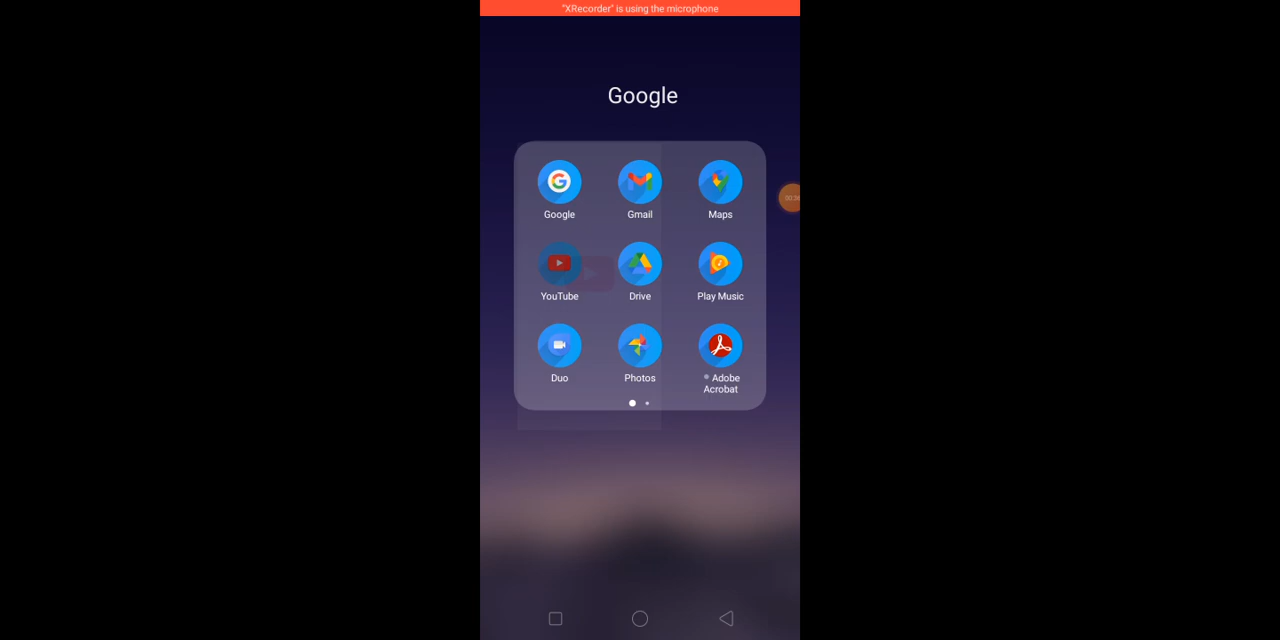 "XRecorder" is using the microphone
Google
Google
Gmail
Maps
YouTube
Drive
Play Music
Duo
Photos
Adobe
Acrobat